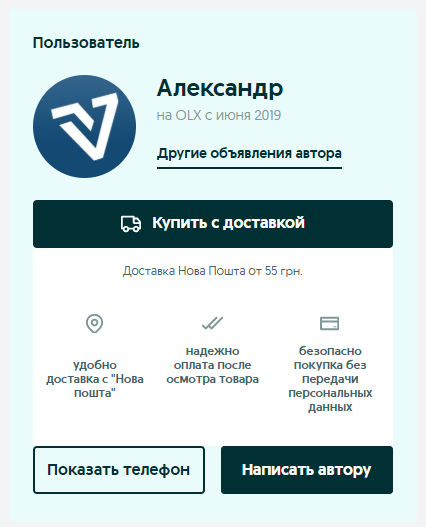 Пользователь
Александр
на OLX с июня 2019
Другие объявления автора
Купить с доставкой
Доставка Нова Пошта от 55 грн.
удобно
доставка с "Нова
пошта"
надежно
оплата после
осмотра товара
безопасно
покупка без
передачи
персональных
данных
Показать телефон
Написать автору